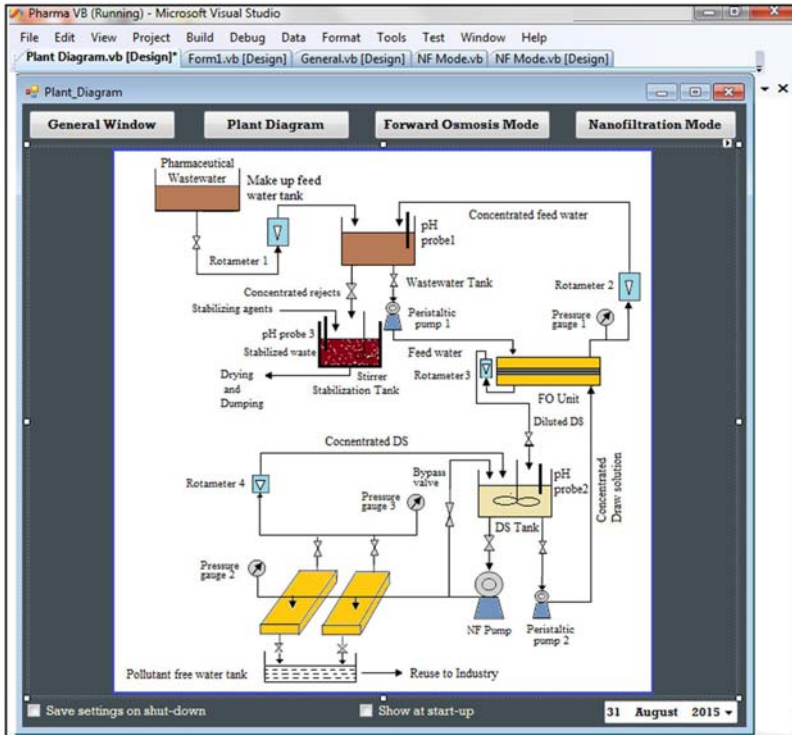 Pharma VB (Running) - Microsoft Visual Studio
File Edit View Project Build Debug Data Format Tools Test Window Help
Plant Diagram.vb [Design]* Form1.vb [Design] General.vb [Design] NF Mode.vb NF Mode.vb [Design]
Plant_Diagram
General Window Plant Diagram Forward Osmosis Mode Nanofiltration Mode
Pharmaceutical
Wastewater
Make up feed
water tank
Rotameter 1
pH
probe1
Concentrated feed water
Rotameter 2
Wastewater Tank
Concentrated rejects
Stabilizing agents
Peristaltic
pump 1
Pressure
gauge 1
pH probe 3
Stabilized waste
Feed water
Rotameter3
Drying
and
Dumping
Stirrer
Stabilization Tank
FO Unit
Diluted DS
Cocnentrated DS
Rotameter 4
Bypass
valve
Pressure
gauge 3
pH
probe2
DS Tank
Concentrated
Draw solution
Pressure
gauge 2
NF Pump
Peristaltic
pump 2
Pollutant free water tank
Reuse to Industry
Save settings on shut-down Show at start-up 31 August 2015